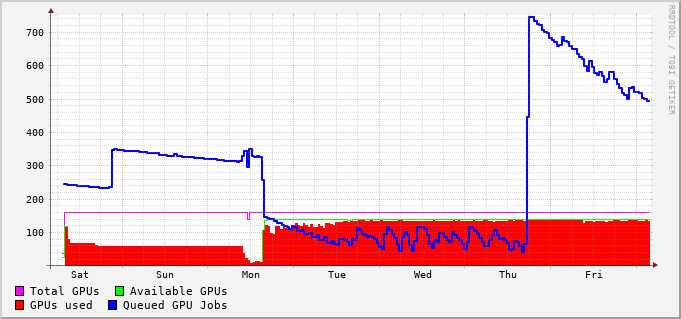 700
600
500
400
300
200
100
Sat Sun Mon Tue Wed Thu Fri
Total GPUs Available GPUs
GPUs used Queued GPU Jobs
RRDTOOL / TOBI OETIKER